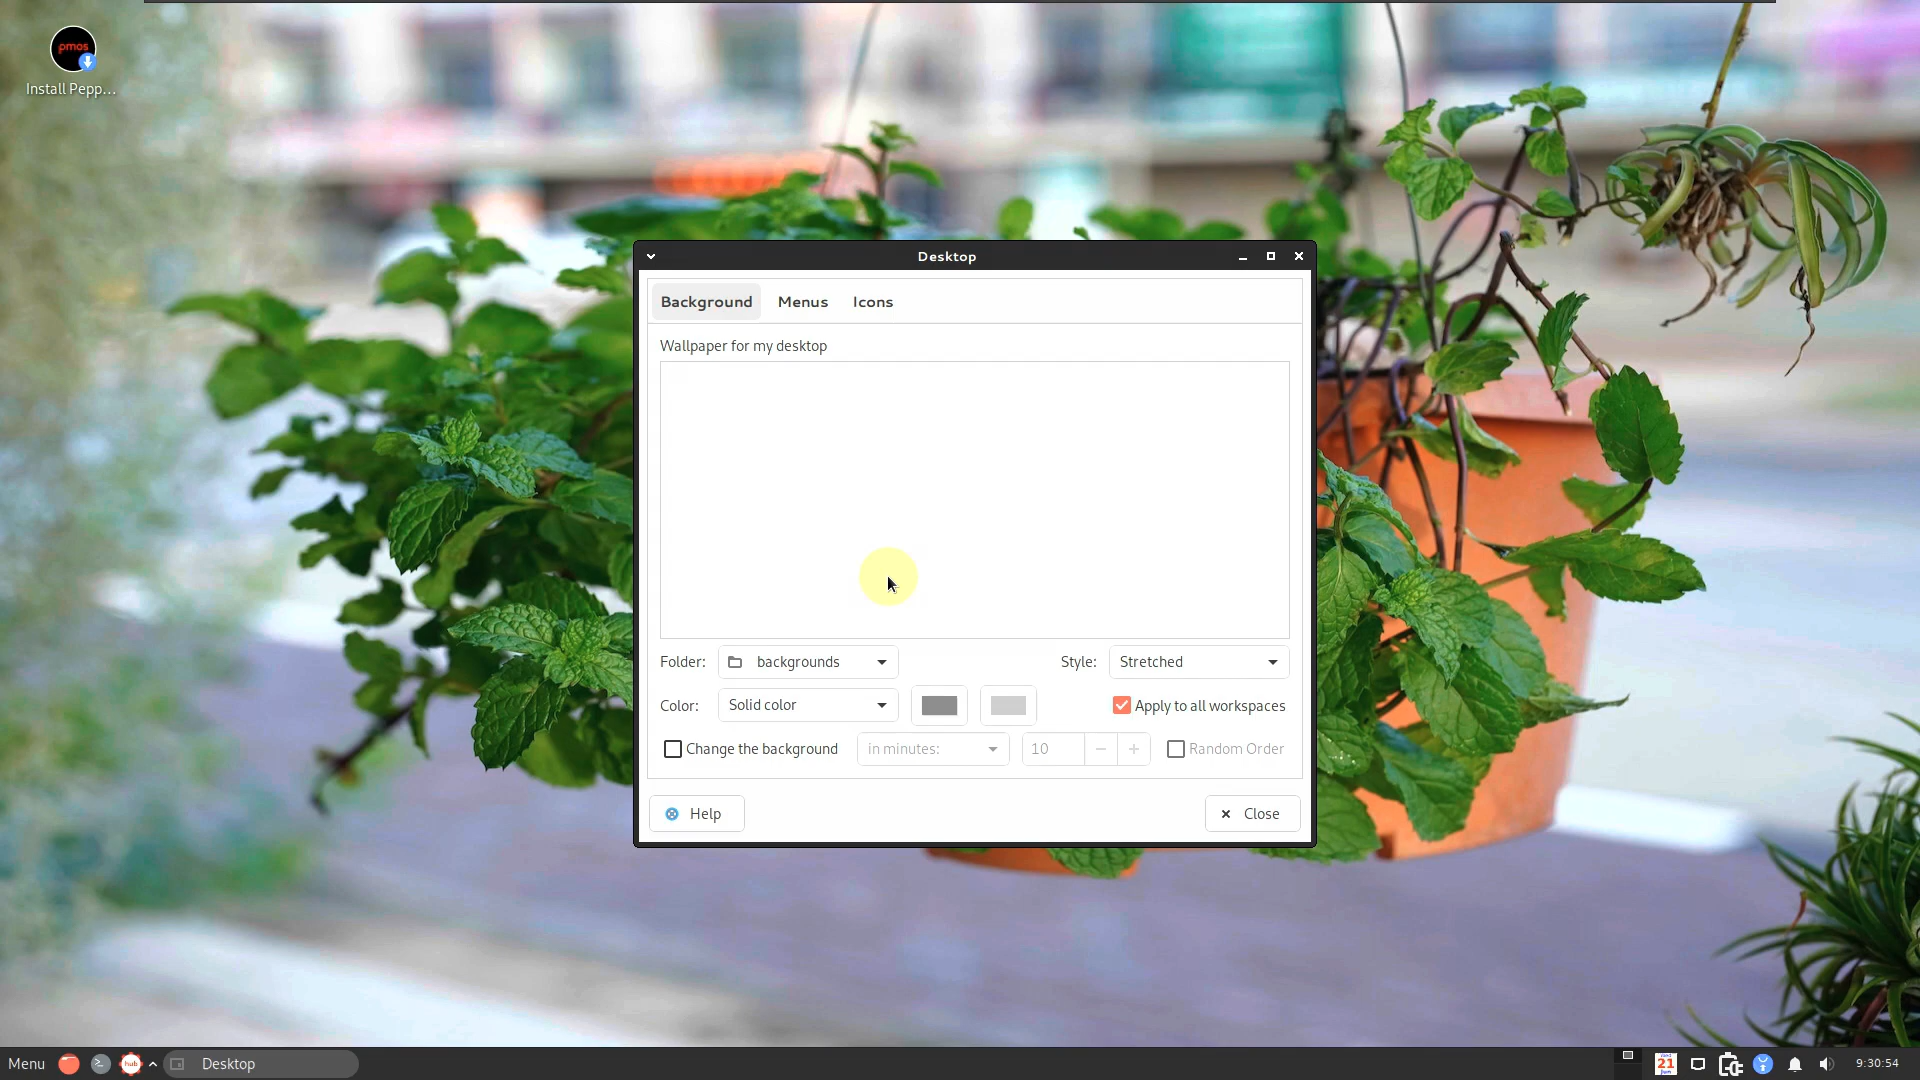 pmos
Install Pepp...
Desktop
Background Menus Icons
Wallpaper for my desktop
Folder: backgrounds Style: Stretched
Color: Solid color Apply to all workspaces
Change the background in minutes: 10 Random Order
Help Close
Menu hub Desktop 21 9:30:54